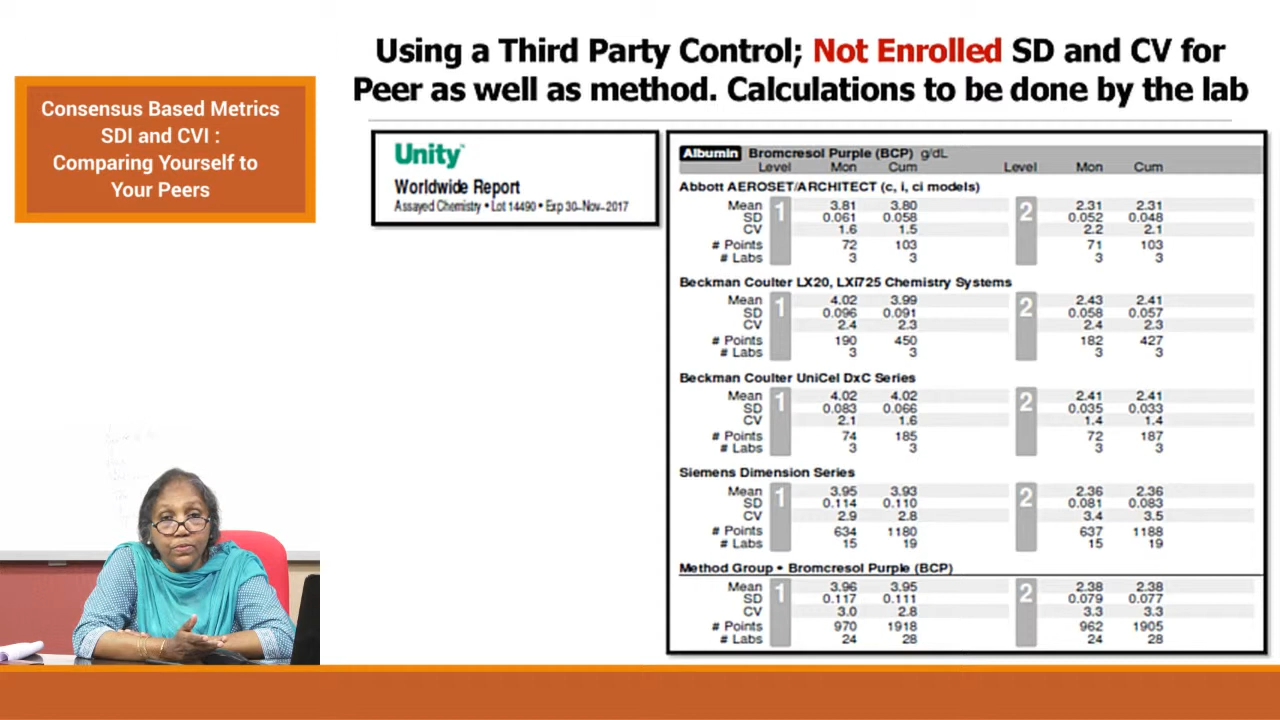 Using a Third Party Control; Not Enrolled SD and CV for
Peer as well as method. Calculations to be done by the lab
Consensus Based Metrics
SDI and CVI :
Comparing Yourself to
Your Peers
Unity™
Worldwide Report
Assayed Chemistry • Lot 14490 • Exp 30-Nov-2017
Albumin Bromcresol Purple (BCP) g/dL
Level Mon Cum Level Mon Cum
Abbott AEROSET/ARCHITECT (c, i, ci models)
Mean 1 3.81 3.80 2 2.31 2.31
SD 0.061 0.058 0.052 0.048
CV 1.6 1.5 2.2 2.1
# Points 72 103 71 103
# Labs 3 3 3 3
Beckman Coulter LX20, LXi725 Chemistry Systems
Mean 1 4.02 3.99 2 2.43 2.41
SD 0.096 0.091 0.058 0.057
CV 2.4 2.3 2.4 2.3
# Points 190 450 182 427
# Labs 3 3 3 3
Beckman Coulter UniCel DxC Series
Mean 1 4.02 4.02 2 2.41 2.41
SD 0.083 0.066 0.035 0.033
CV 2.1 1.6 1.4 1.4
# Points 74 185 72 187
# Labs 3 3 3 3
Siemens Dimension Series
Mean 1 3.95 3.93 2 2.36 2.36
SD 0.114 0.110 0.081 0.083
CV 2.9 2.8 3.4 3.5
# Points 634 1180 637 1188
# Labs 15 19 15 19
Method Group • Bromcresol Purple (BCP)
Mean 1 3.96 3.95 2 2.38 2.38
SD 0.117 0.111 0.079 0.077
CV 3.0 2.8 3.3 3.3
# Points 970 1918 962 1905
# Labs 24 28 24 28